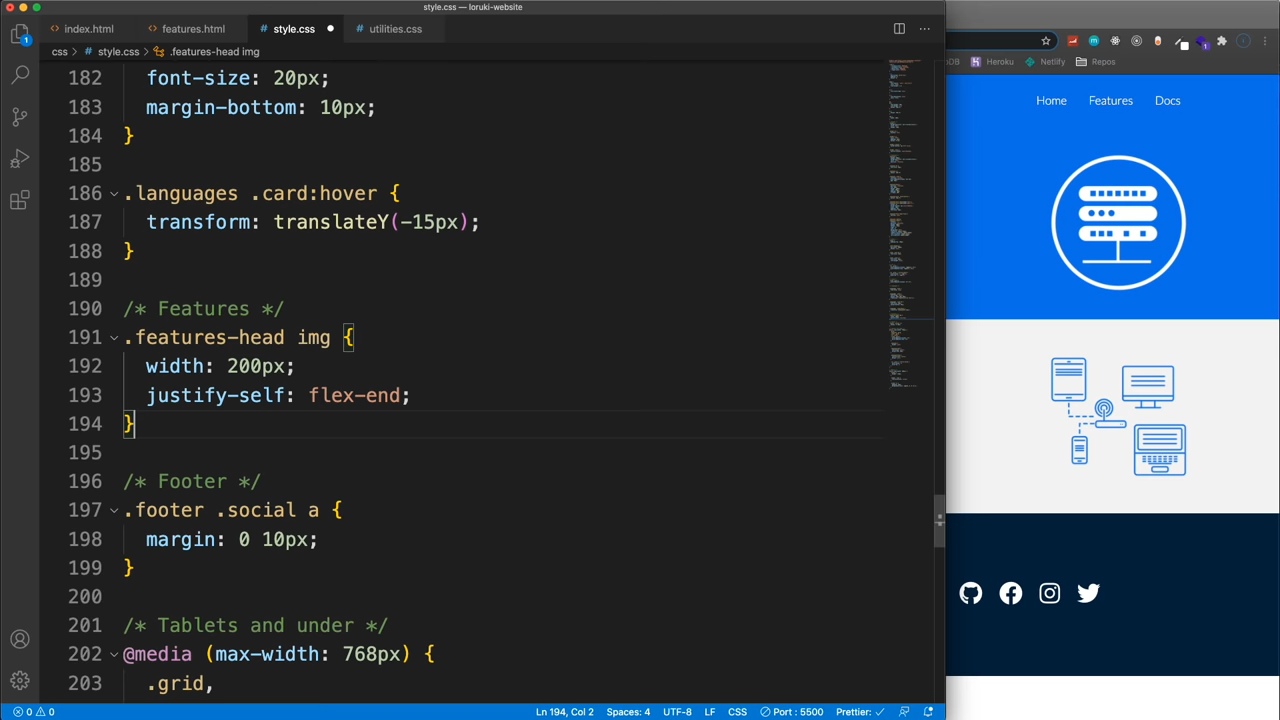 style.css — loruki-website
index.html
features.html
style.css
utilities.css
css > style.css > .features-head img
182 font-size: 20px;
183 margin-bottom: 10px;
184 }
185
186 .languages .card:hover {
187 transform: translateY(-15px);
188 }
189
190 /* Features */
191 .features-head img {
192 width: 200px;
193 justify-self: flex-end;
194 }
195
196 /* Footer */
197 .footer .social a {
198 margin: 0 10px;
199 }
200
201 /* Tablets and under */
202 @media (max-width: 768px) {
203 .grid,
1
0 0
Ln 194, Col 2
Spaces: 4
UTF-8
LF
CSS
Port : 5500
Prettier: ✓
1
DB
Heroku
Netlify
Repos
Home
Features
Docs